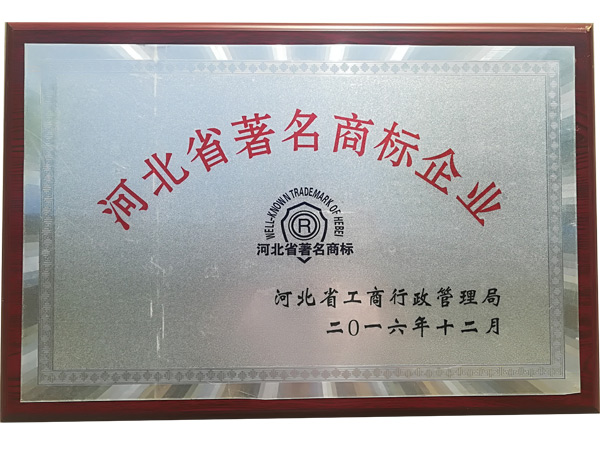 河北省著名商标企业
WELL-KNOWN TRADEMARK OF HEBEI
R
河北省著名商标
河北省工商行政管理局
二〇一六年十二月